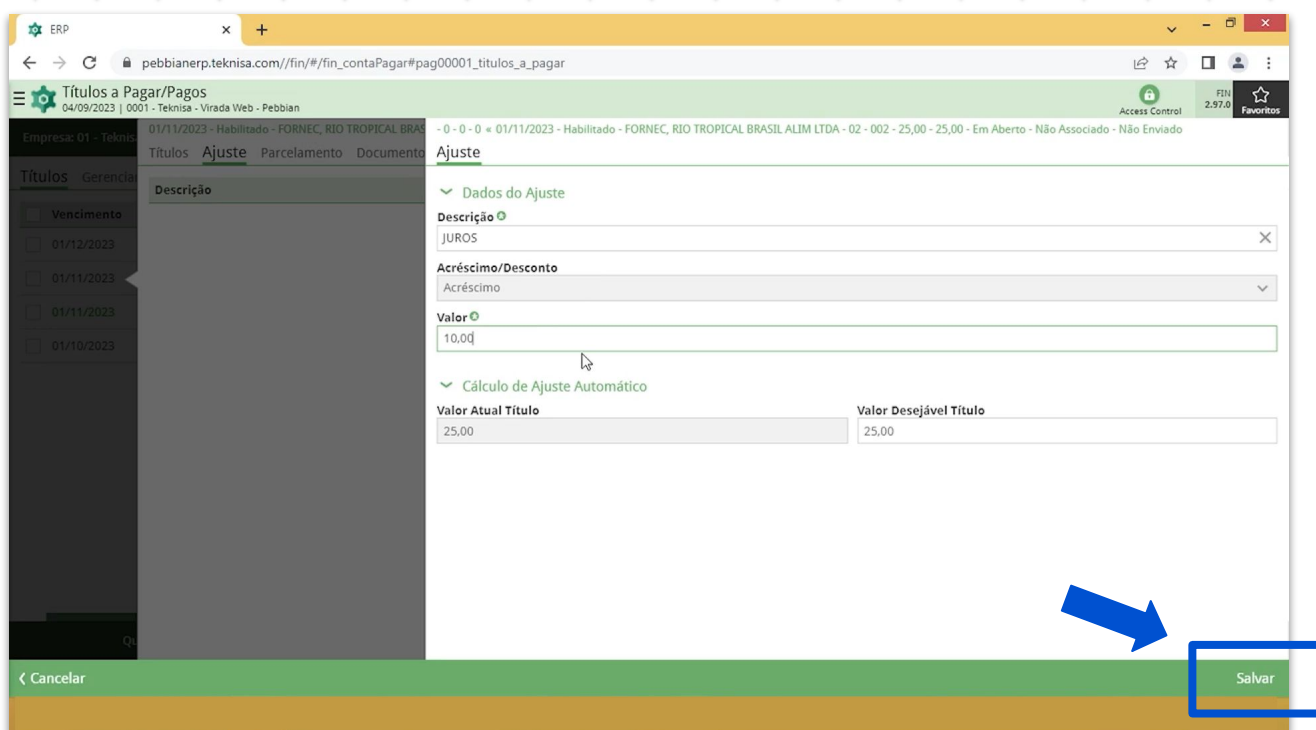 ERP
pebbianerp.teknisa.com//fin/#/fin_contaPagar#pag00001_titulos_a_pagar
Títulos a Pagar/Pagos
04/09/2023 | 0001 - Teknisa - Virada Web - Pebbian
Access Control
FIN
2.97.0
Favoritos
Empresa: 01 - Teknis
01/11/2023 - Habilitado - FORNEC, RIO TROPICAL BRAS
- 0 - 0 - 0 « 01/11/2023 - Habilitado - FORNEC, RIO TROPICAL BRASIL ALIM LTDA - 02 - 002 - 25,00 - 25,00 - Em Aberto - Não Associado - Não Enviado
Títulos Ajuste Parcelamento Documento
Ajuste
Títulos Gerencia
Descrição
Vencimento
01/12/2023
01/11/2023
01/11/2023
01/10/2023
Qu
Dados do Ajuste
Descrição
JUROS
Acréscimo/Desconto
Acréscimo
Valor
10,00
Cálculo de Ajuste Automático
Valor Atual Título Valor Desejável Título
25,00 25,00
Cancelar Salvar